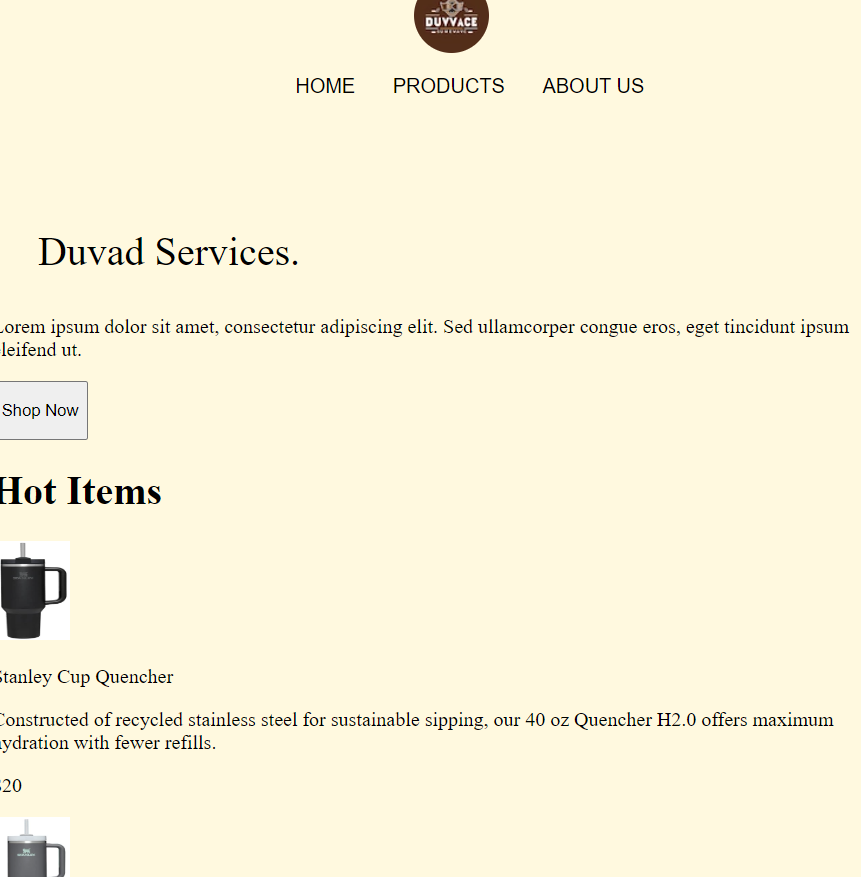 DUVVACE
HOME PRODUCTS ABOUT US
Duvad Services.
Lorem ipsum dolor sit amet, consectetur adipiscing elit. Sed ullamcorper congue eros, eget tincidunt ipsum
eleifend ut.
Shop Now
Hot Items
Stanley Cup Quencher
Constructed of recycled stainless steel for sustainable sipping, our 40 oz Quencher H2.0 offers maximum
hydration with fewer refills.
$20